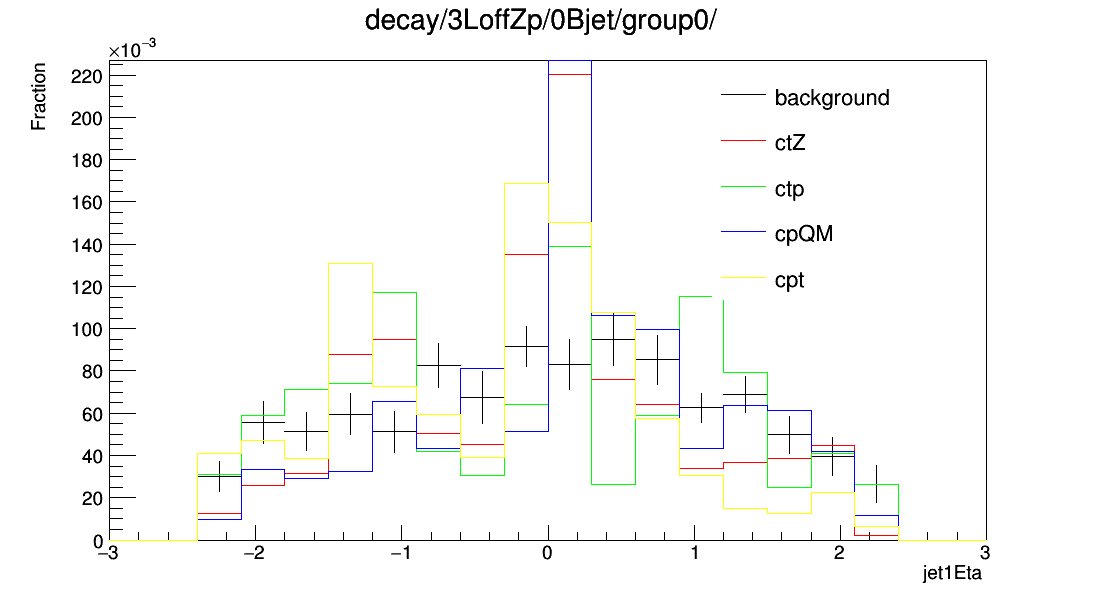 decay/3LoffZp/0Bjet/group0/
×10⁻³
Fraction
220
200
180
160
140
120
100
80
60
40
20
0
background
ctZ
ctp
cpQM
cpt
−3 −2 −1 0 1 2 3
jet1Eta